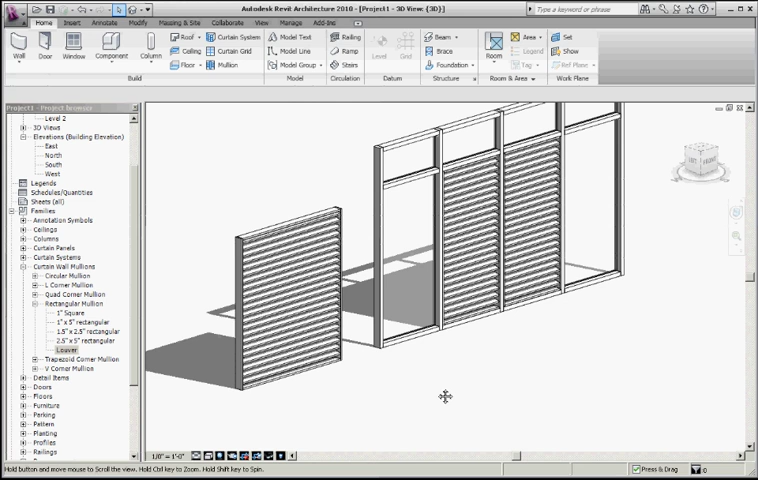 Autodesk Revit Architecture 2010 - [Project1 - 3D View: {3D}]
Type a keyword or phrase
Home Insert Annotate Modify Massing & Site Collaborate View Manage Add-Ins
Wall Door Window Component Column
Roof
Ceiling
Floor
Curtain System
Curtain Grid
Mullion
Model Text
Model Line
Model Group
Railing
Ramp
Stairs
Level Grid
Beam
Brace
Foundation
Room
Area
Legend
Tag
Set
Show
Ref Plane
Build Model Circulation Datum Structure Room & Area Work Plane
Project1 - Project browser
Level 2
3D Views
Elevations (Building Elevation)
East
North
South
West
Legends
Schedules/Quantities
Sheets (all)
Families
Annotation Symbols
Ceilings
Columns
Curtain Panels
Curtain Systems
Curtain Wall Mullions
Circular Mullion
L Corner Mullion
Quad Corner Mullion
Rectangular Mullion
1" Square
1" x 5" rectangular
1.5" x 2.5" rectangular
2.5" x 5" rectangular
Louver
Trapezoid Corner Mullion
V Corner Mullion
Detail Items
Doors
Floors
Furniture
Parking
Pattern
Planting
Profiles
Railings
1/8" = 1'-0"
Hold button and move mouse to Scroll the view. Hold Ctrl key to Zoom. Hold Shift key to Spin.
Press & Drag
0